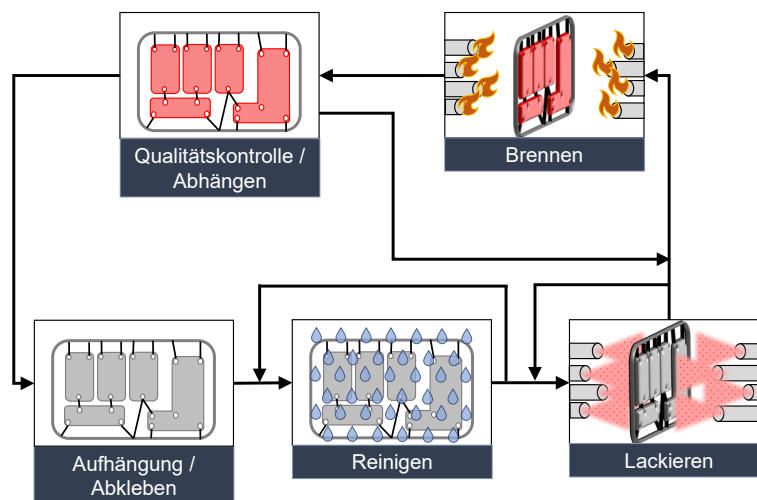 Qualitätskontrolle /
Abhängen
Brennen
Aufhängung /
Abkleben
Reinigen
Lackieren